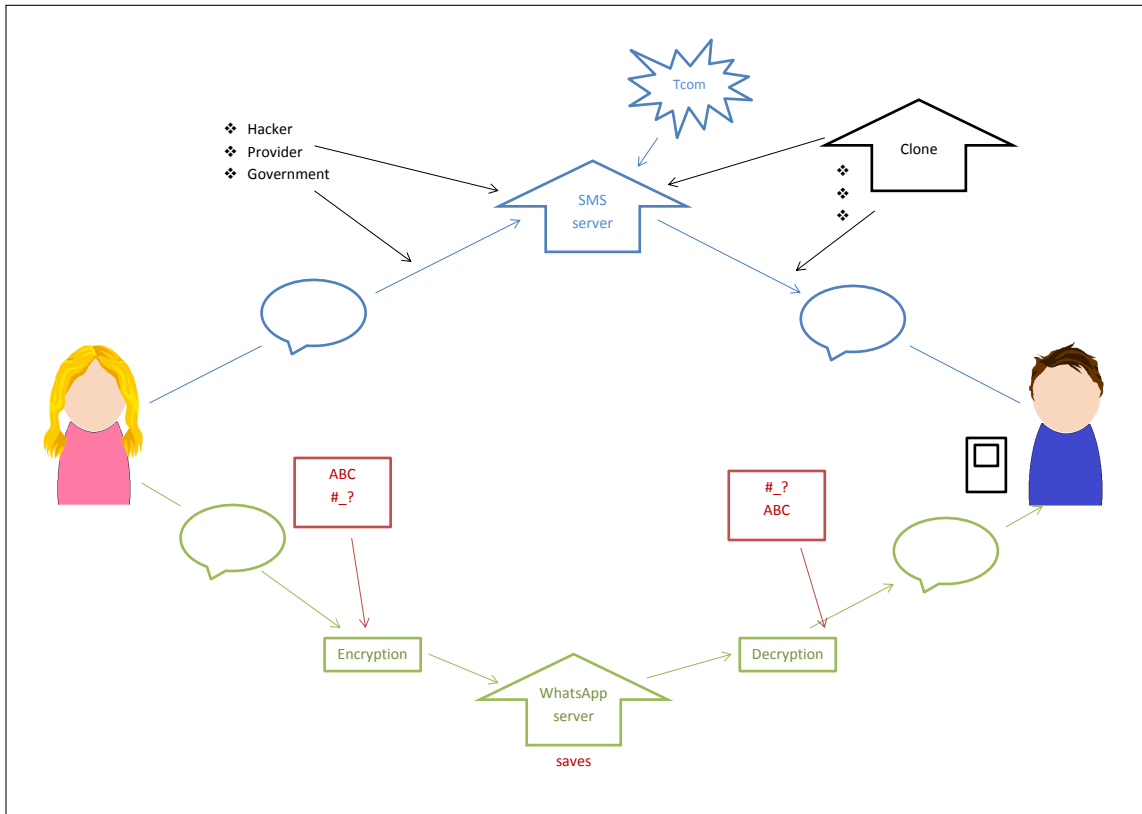 Tcom
❖ Hacker
❖ Provider
❖ Government
Clone
❖
❖
❖
SMS
server
ABC
#_?
#_?
ABC
Encryption
Decryption
WhatsApp
server
saves